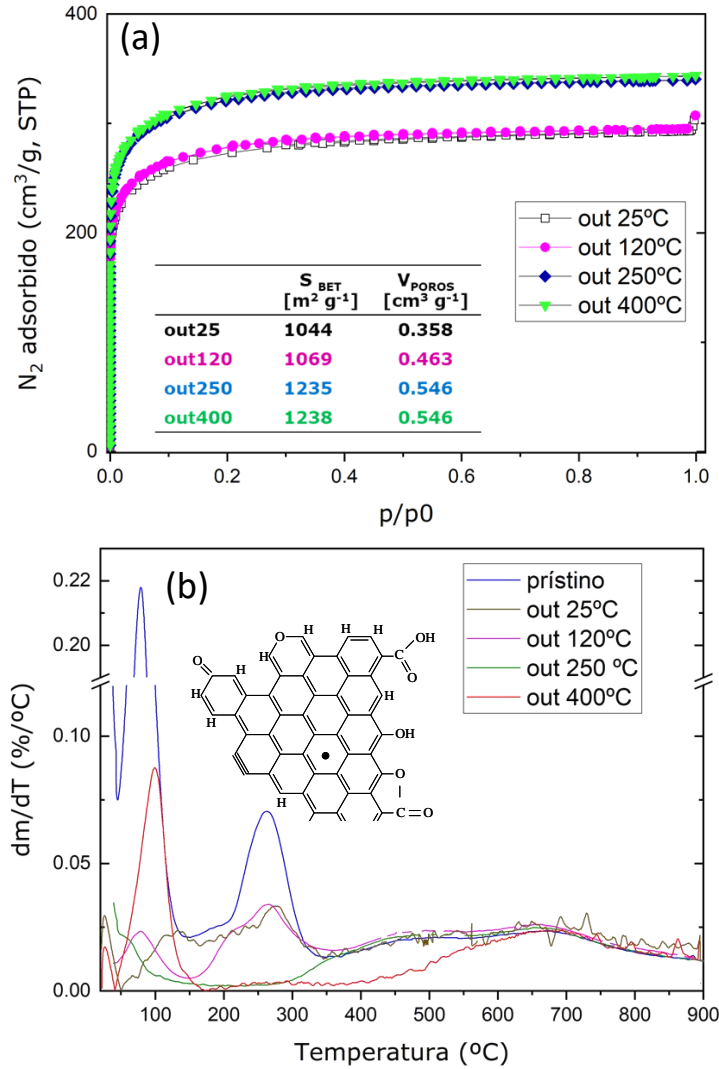 (a)
N2 adsorbido (cm3/g, STP)
400
200
0
out 25ºC
out 120ºC
out 250ºC
out 400ºC
S BET VPOROS
[m2 g-1] [cm3 g-1]
out25 1044 0.358
out120 1069 0.463
out250 1235 0.546
out400 1238 0.546
0.0 0.2 0.4 0.6 0.8 1.0
p/p0
(b)
dm/dT (%/ºC)
0.22
0.20
0.10
0.05
0.00
prístino
out 25ºC
out 120ºC
out 250 ºC
out 400ºC
H H H OH
O H C
H O
O H
H H
H OH
O
H C O
100 200 300 400 500 600 700 800 900
Temperatura (ºC)